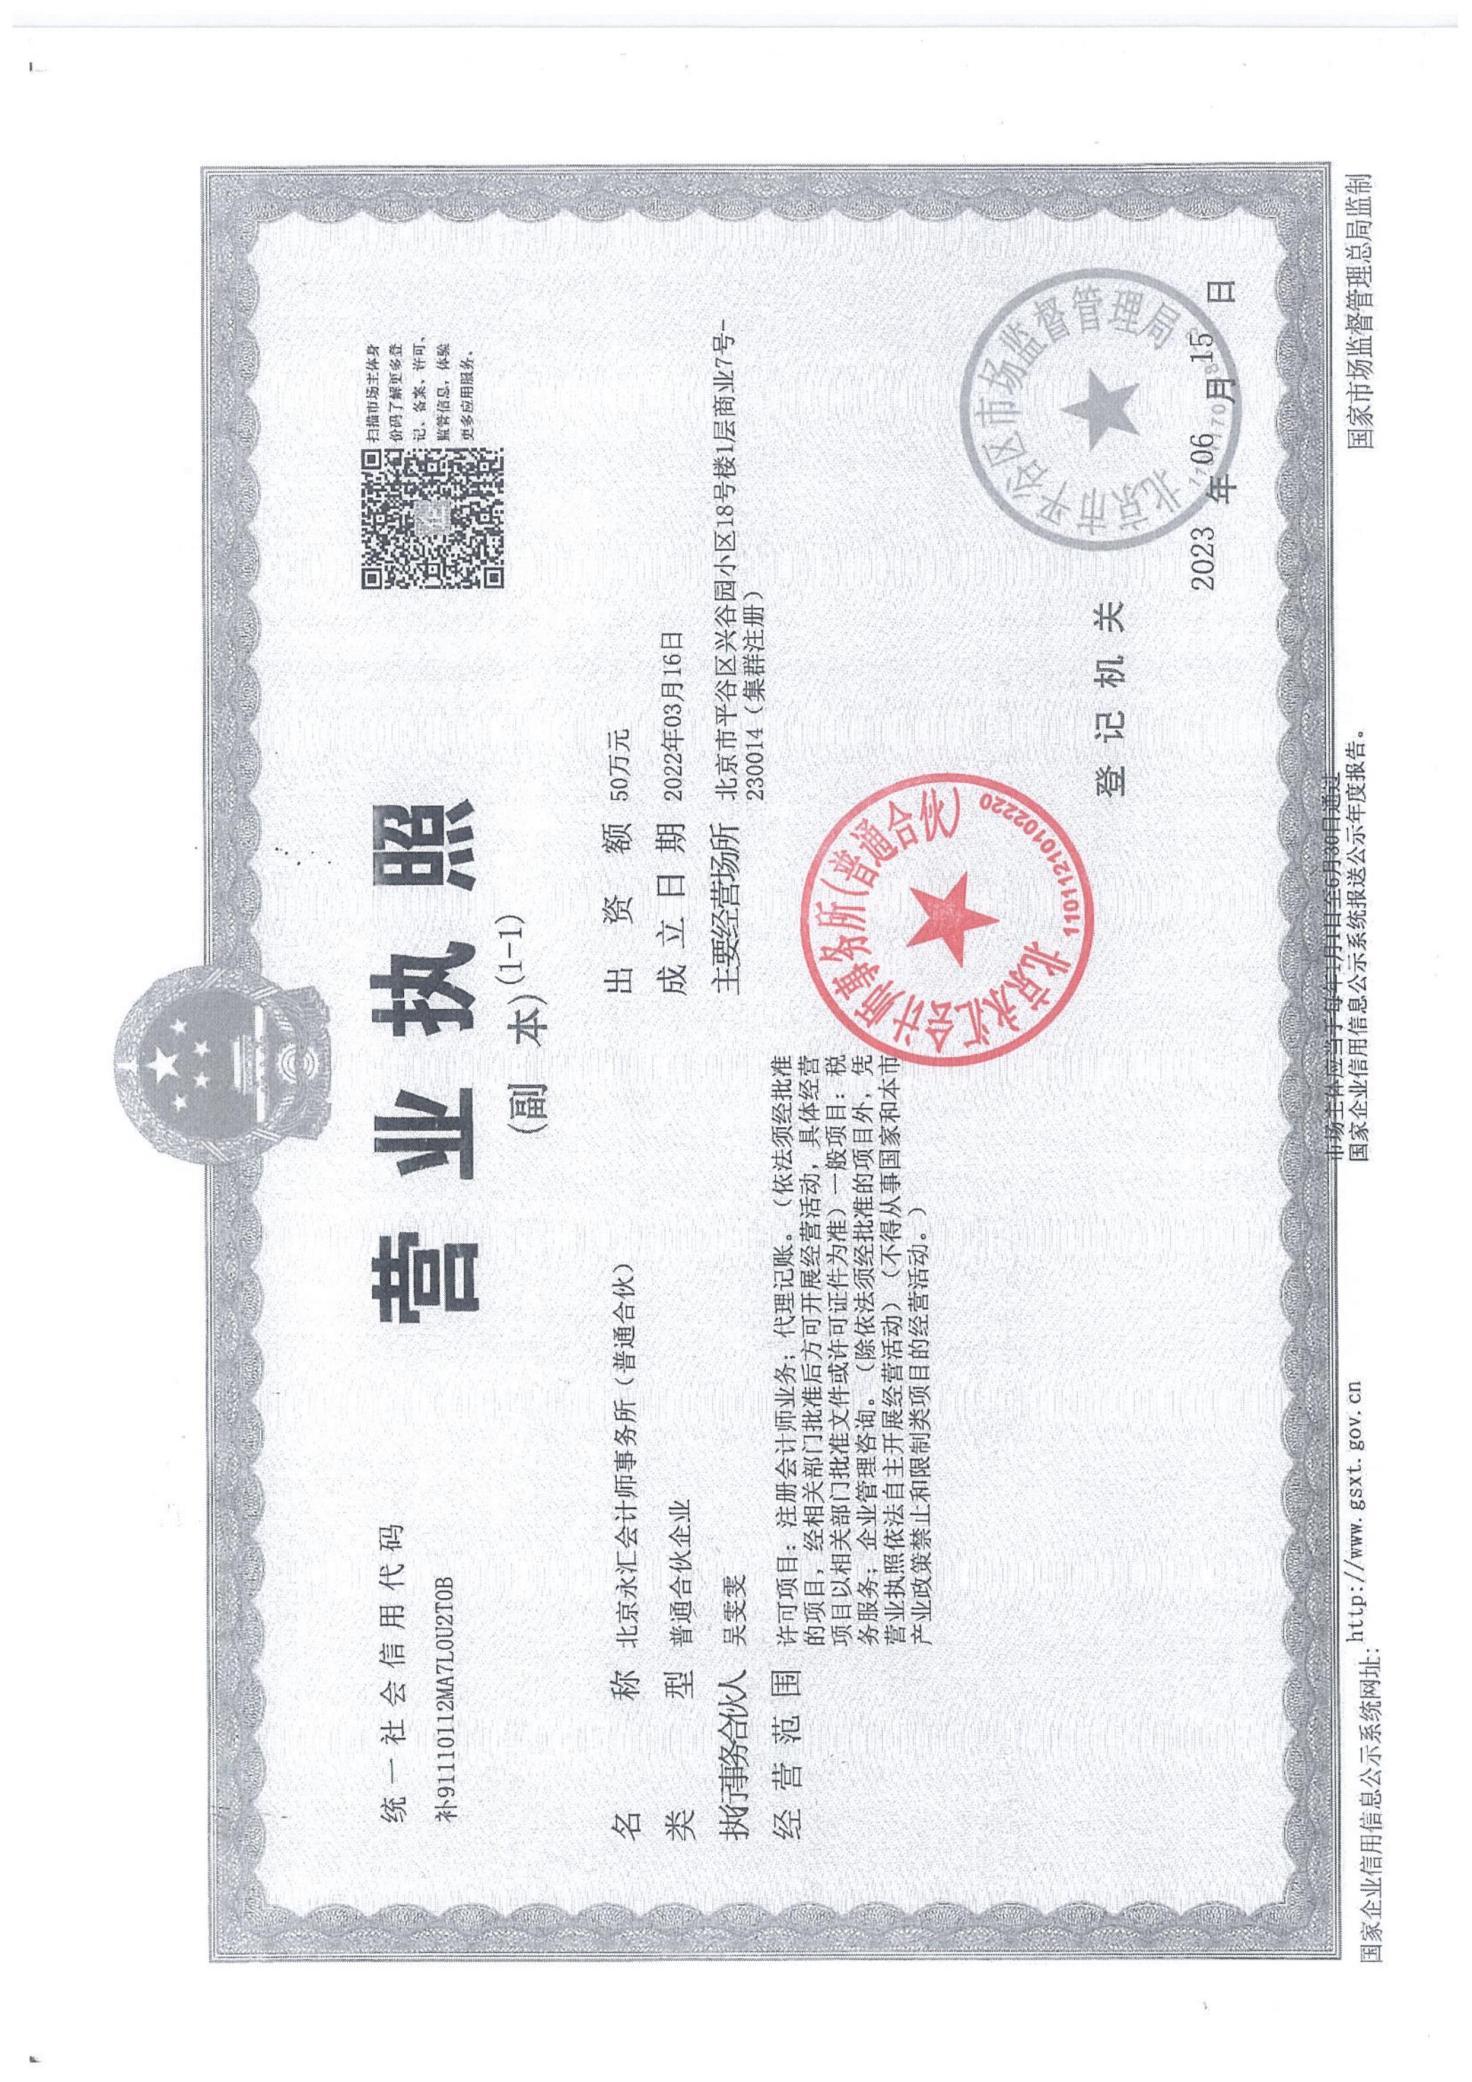 营业执照
(副 本)(1-1)
统一社会信用代码
补91110112MA7L0U2T0B
扫描市场主体身
份码了解更多登
记、备案、许可、
监管信息，体验
更多应用服务。
名 称 北京永汇会计师事务所（普通合伙）
类 型 普通合伙企业
执行事务合伙人 吴雯雯
经 营 范 围 许可项目：注册会计师业务；代理记账。（依法须经批准
的项目，经相关部门批准后方可开展经营活动，具体经营
项目以相关部门批准文件或许可证件为准）一般项目：税
务服务；企业管理咨询。（除依法须经批准的项目外，凭
营业执照依法自主开展经营活动）（不得从事国家和本市
产业政策禁止和限制类项目的经营活动。）
出 资 额 50万元
成 立 日 期 2022年03月16日
主要经营场所 北京市平谷区兴谷园小区18号楼1层商业7号-
230014（集群注册）
北京永汇会计师事务所(普通合伙)
11011210102220
登 记 机 关
北京市平谷区市场监督管理局
2023 年 06 月 15 日
国家企业信用信息公示系统网址：http://www.gsxt.gov.cn
市场主体应当于每年1月1日至6月30日通过
国家企业信用信息公示系统报送公示年度报告。
国家市场监督管理总局监制